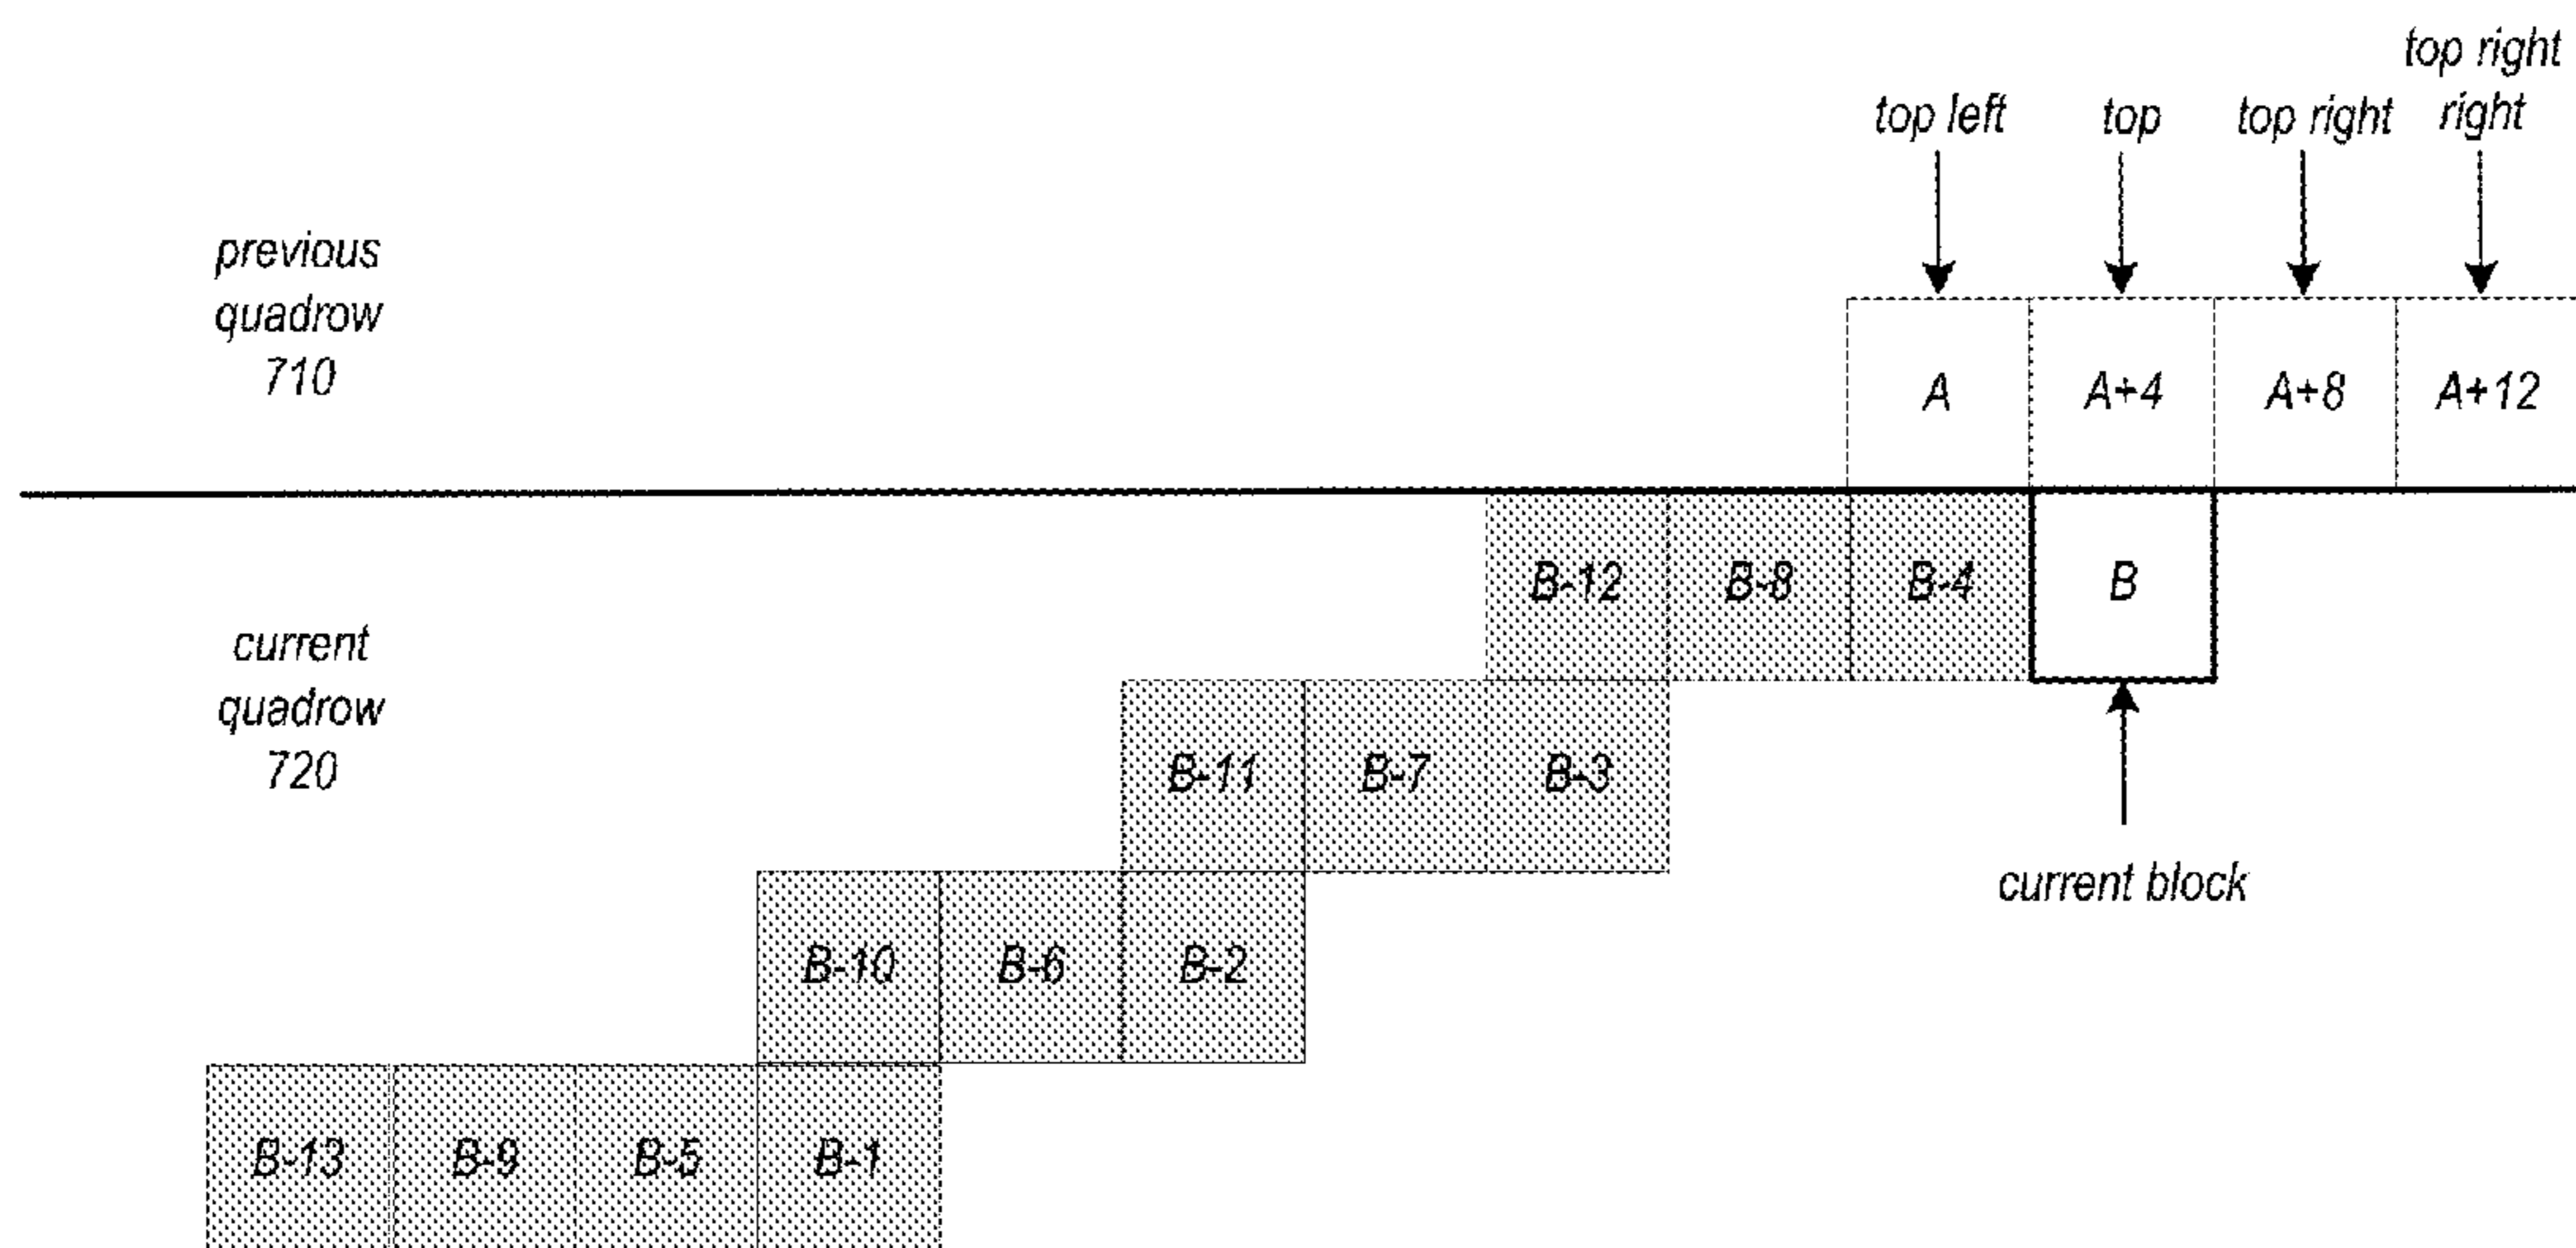 top right
top left top top right right
previous
quadrow
710
A A+4 A+8 A+12
B-12 B-8 B-4 B
current
quadrow
720
B-11 B-7 B-3
current block
B-10 B-6 B-2
B-13 B-9 B-5 B-1